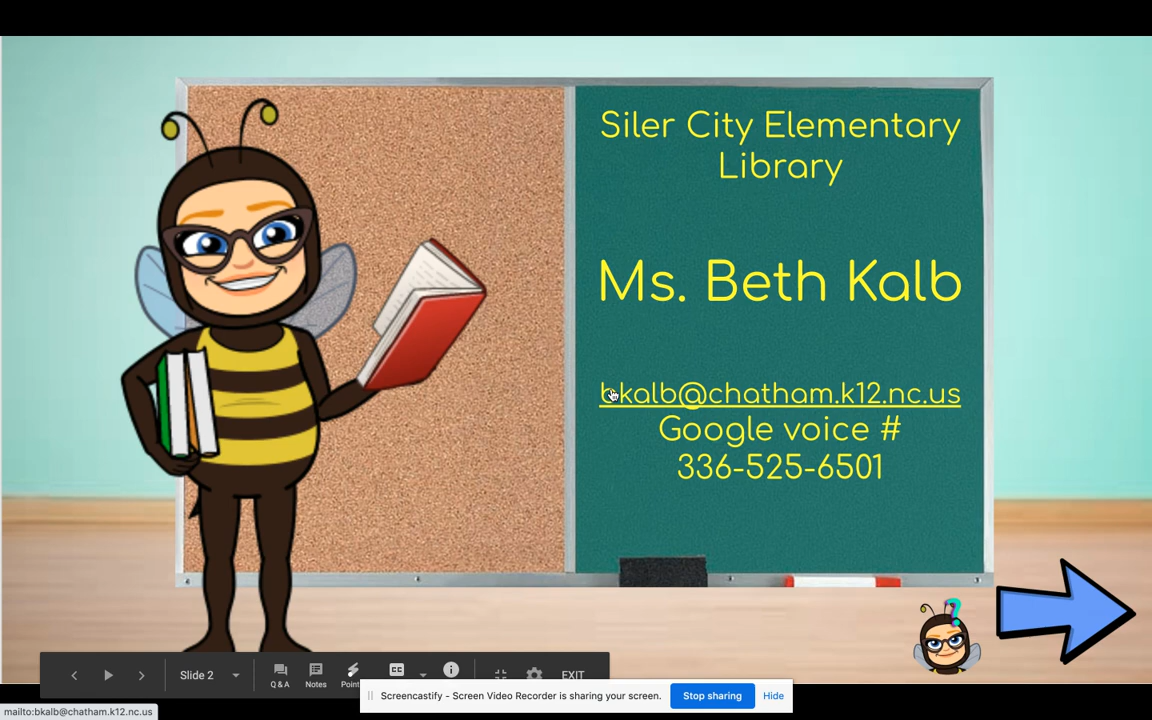 Siler City Elementary
Library
Ms. Beth Kalb
bkalb@chatham.k12.nc.us
Google voice #
336-525-6501
?
Slide 2
Q & A
Notes
Point
CC
EXIT
Screencastify - Screen Video Recorder is sharing your screen.
Stop sharing
Hide
mailto:bkalb@chatham.k12.nc.us